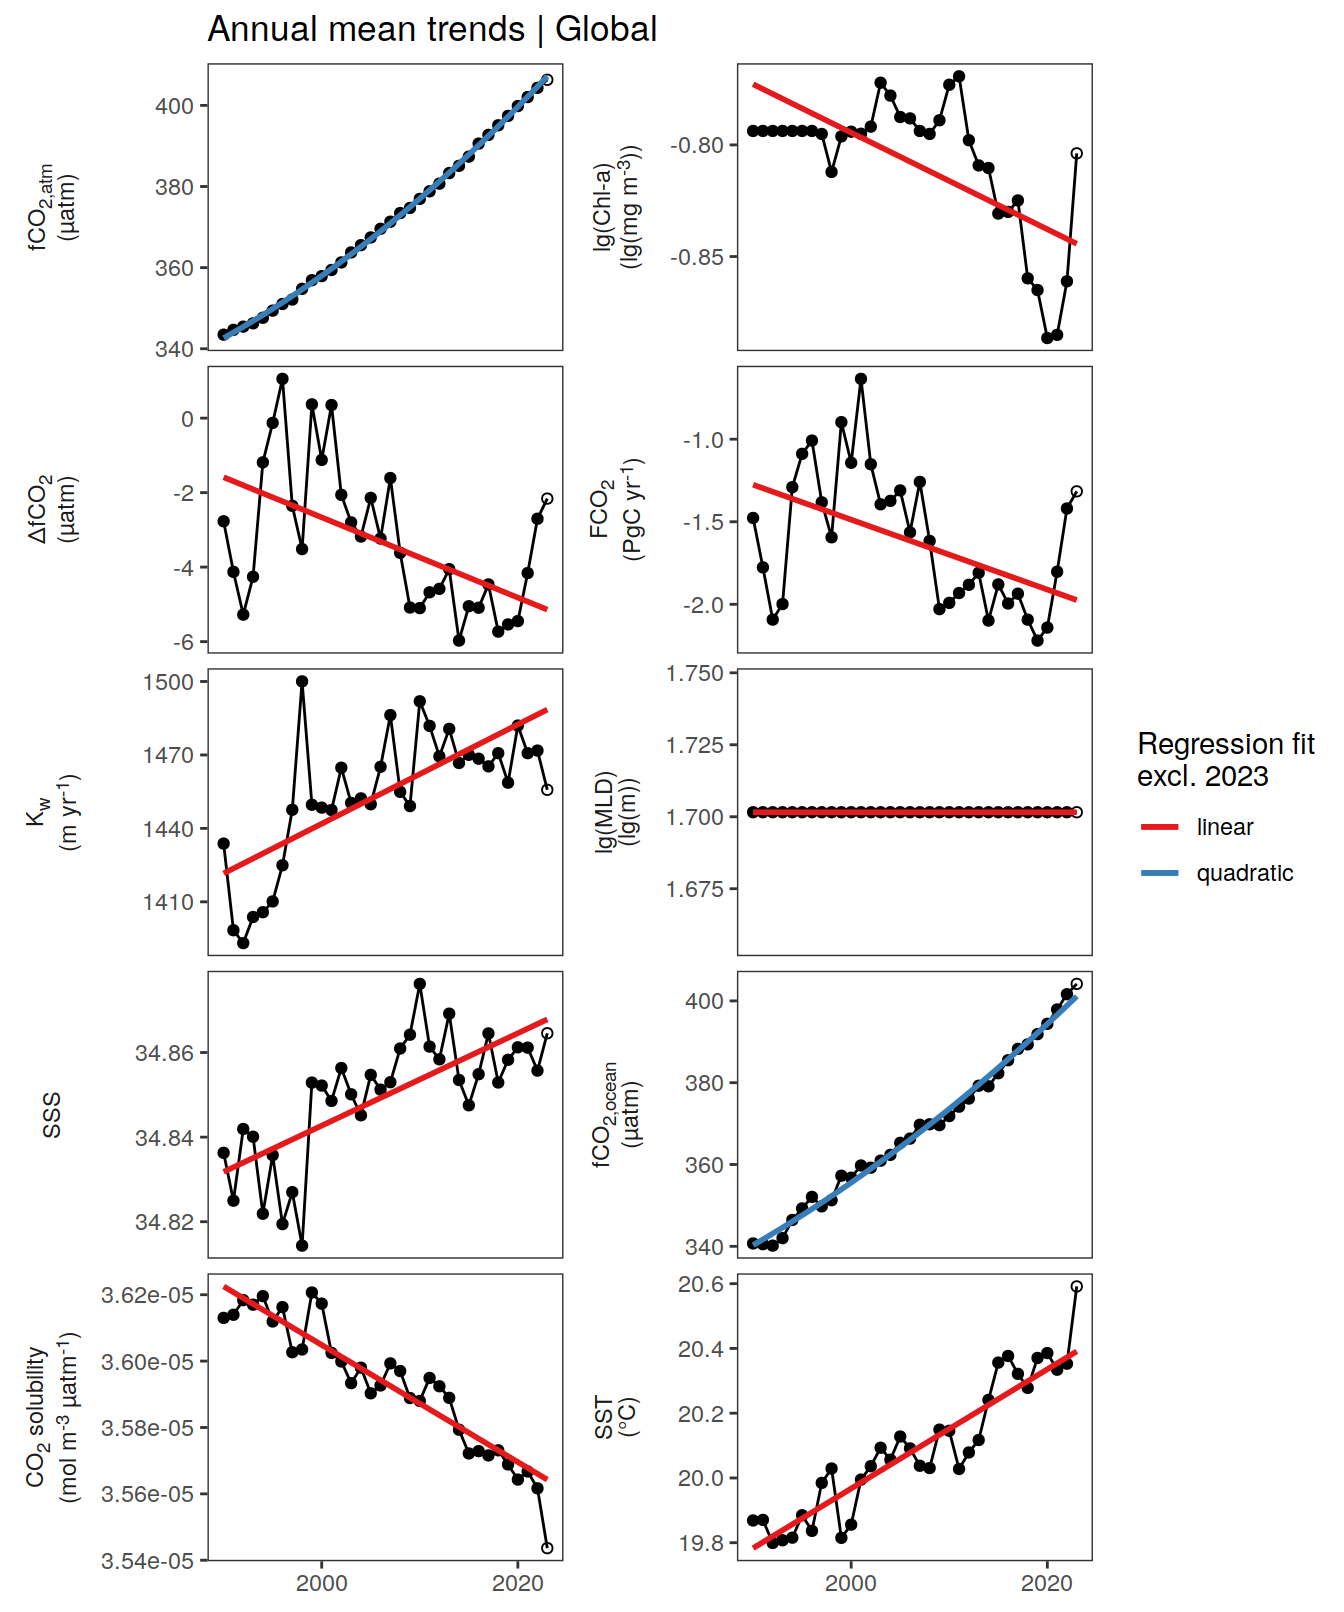 Annual mean trends | Global
fCO2,atm
(µatm)
400
380
360
340
lg(Chl-a)
(lg(mg m-3))
-0.80
-0.85
ΔfCO2
(µatm)
0
-2
-4
-6
FCO2
(PgC yr-1)
-1.0
-1.5
-2.0
Kw
(m yr-1)
1500
1470
1440
1410
lg(MLD)
(lg(m))
1.750
1.725
1.700
1.675
SSS
34.86
34.84
34.82
fCO2,ocean
(µatm)
400
380
360
340
CO2 solubility
(mol m-3 µatm-1)
3.62e-05
3.60e-05
3.58e-05
3.56e-05
3.54e-05
2000 2020
SST
(°C)
20.6
20.4
20.2
20.0
19.8
2000 2020
Regression fit
excl. 2023
linear
quadratic